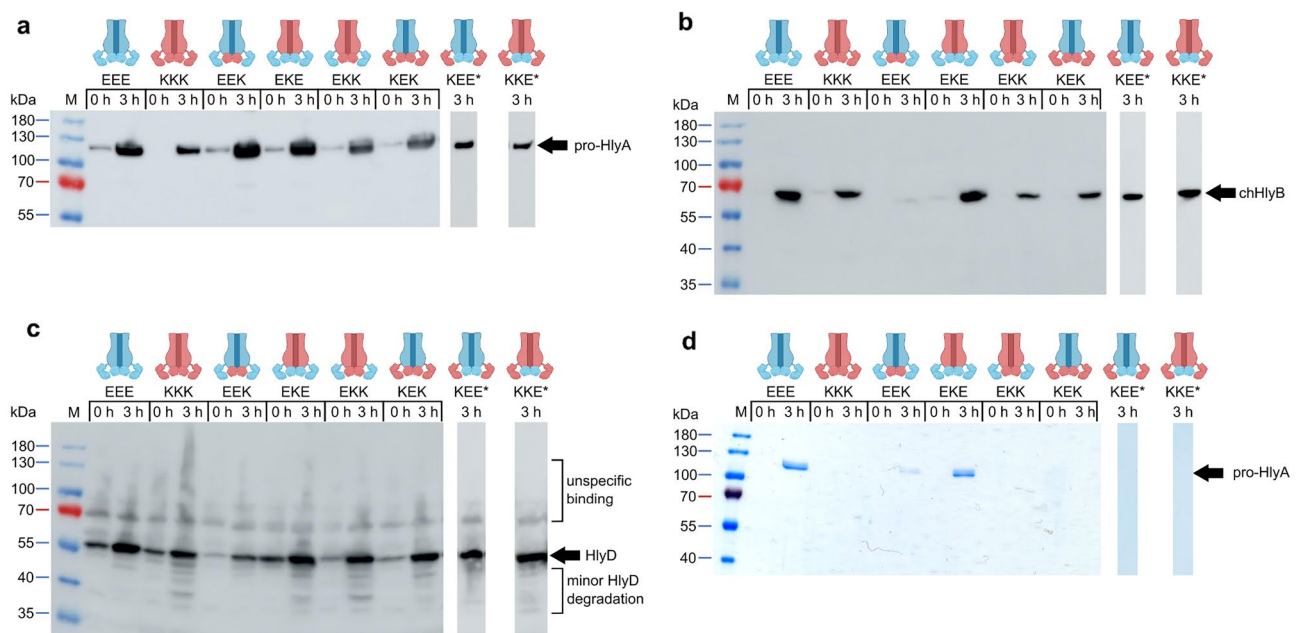 a
EEE KKK EEK EKE EKK KEK KEE* KKE*
kDa M 0 h 3 h 0 h 3 h 0 h 3 h 0 h 3 h 0 h 3 h 0 h 3 h 3 h 3 h
180
130
100
70
55
pro-HlyA
b
EEE KKK EEK EKE EKK KEK KEE* KKE*
kDa M 0 h 3 h 0 h 3 h 0 h 3 h 0 h 3 h 0 h 3 h 0 h 3 h 3 h 3 h
180
130
100
70
55
40
35
chHlyB
c
EEE KKK EEK EKE EKK KEK KEE* KKE*
kDa M 0 h 3 h 0 h 3 h 0 h 3 h 0 h 3 h 0 h 3 h 0 h 3 h 3 h 3 h
180
130
100
70
55
40
35
unspecific
binding
HlyD
minor HlyD
degradation
d
EEE KKK EEK EKE EKK KEK KEE* KKE*
kDa M 0 h 3 h 0 h 3 h 0 h 3 h 0 h 3 h 0 h 3 h 0 h 3 h 3 h 3 h
180
130
100
70
55
40
pro-HlyA